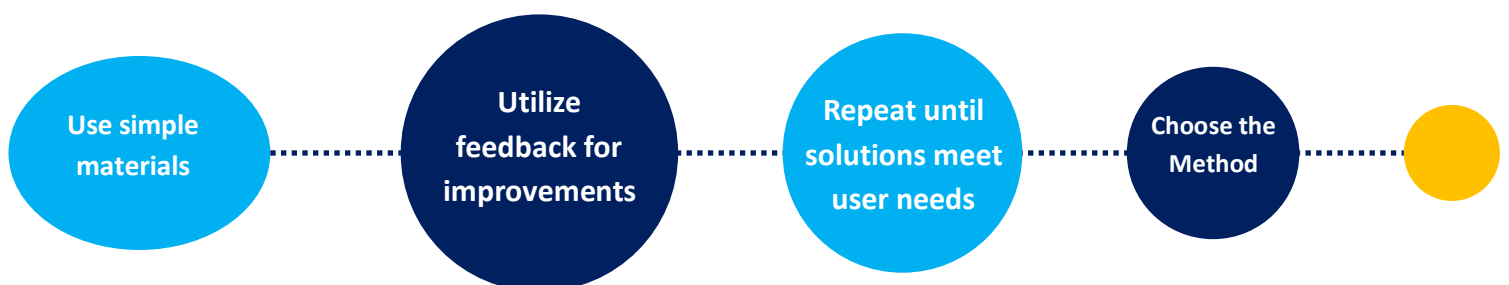 Use simple
materials
Utilize
feedback for
improvements
Repeat until
solutions meet
user needs
Choose the
Method